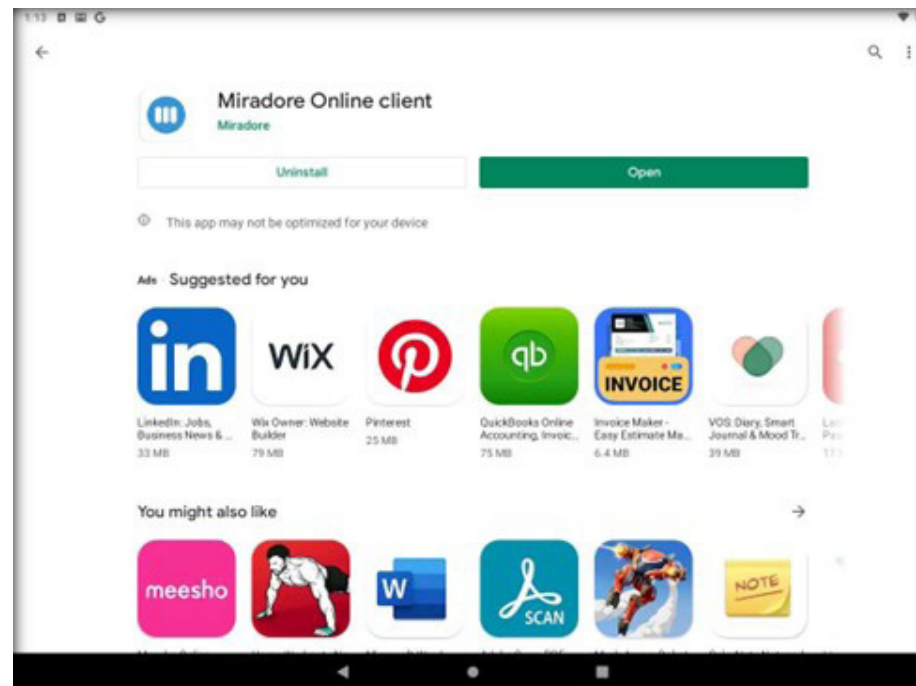 1:13
Miradore Online client
Miradore
Uninstall
Open
This app may not be optimized for your device
Ads · Suggested for you
in
WiX
qb
INVOICE
LinkedIn: Jobs,
Business News & ...
33 MB
Wix Owner: Website
Builder
79 MB
Pinterest
25 MB
QuickBooks Online
Accounting, Invoic...
75 MB
Invoice Maker -
Easy Estimate Ma...
6.4 MB
VOS: Diary, Smart
Journal & Mood Tr...
39 MB
You might also like
meesho
W
SCAN
NOTE